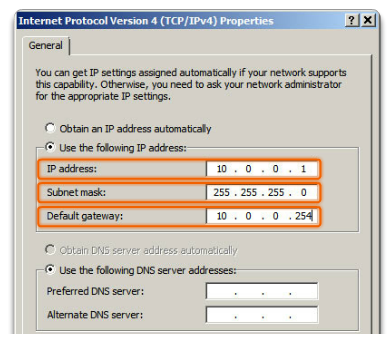 Internet Protocol Version 4 (TCP/IPv4) Properties ? X
General
You can get IP settings assigned automatically if your network supports
this capability. Otherwise, you need to ask your network administrator
for the appropriate IP settings.
Obtain an IP address automatically
Use the following IP address:
IP address: 10 . 0 . 0 . 1
Subnet mask: 255 . 255 . 255 . 0
Default gateway: 10 . 0 . 0 . 254
Obtain DNS server address automatically
Use the following DNS server addresses:
Preferred DNS server: . . .
Alternate DNS server: . . .